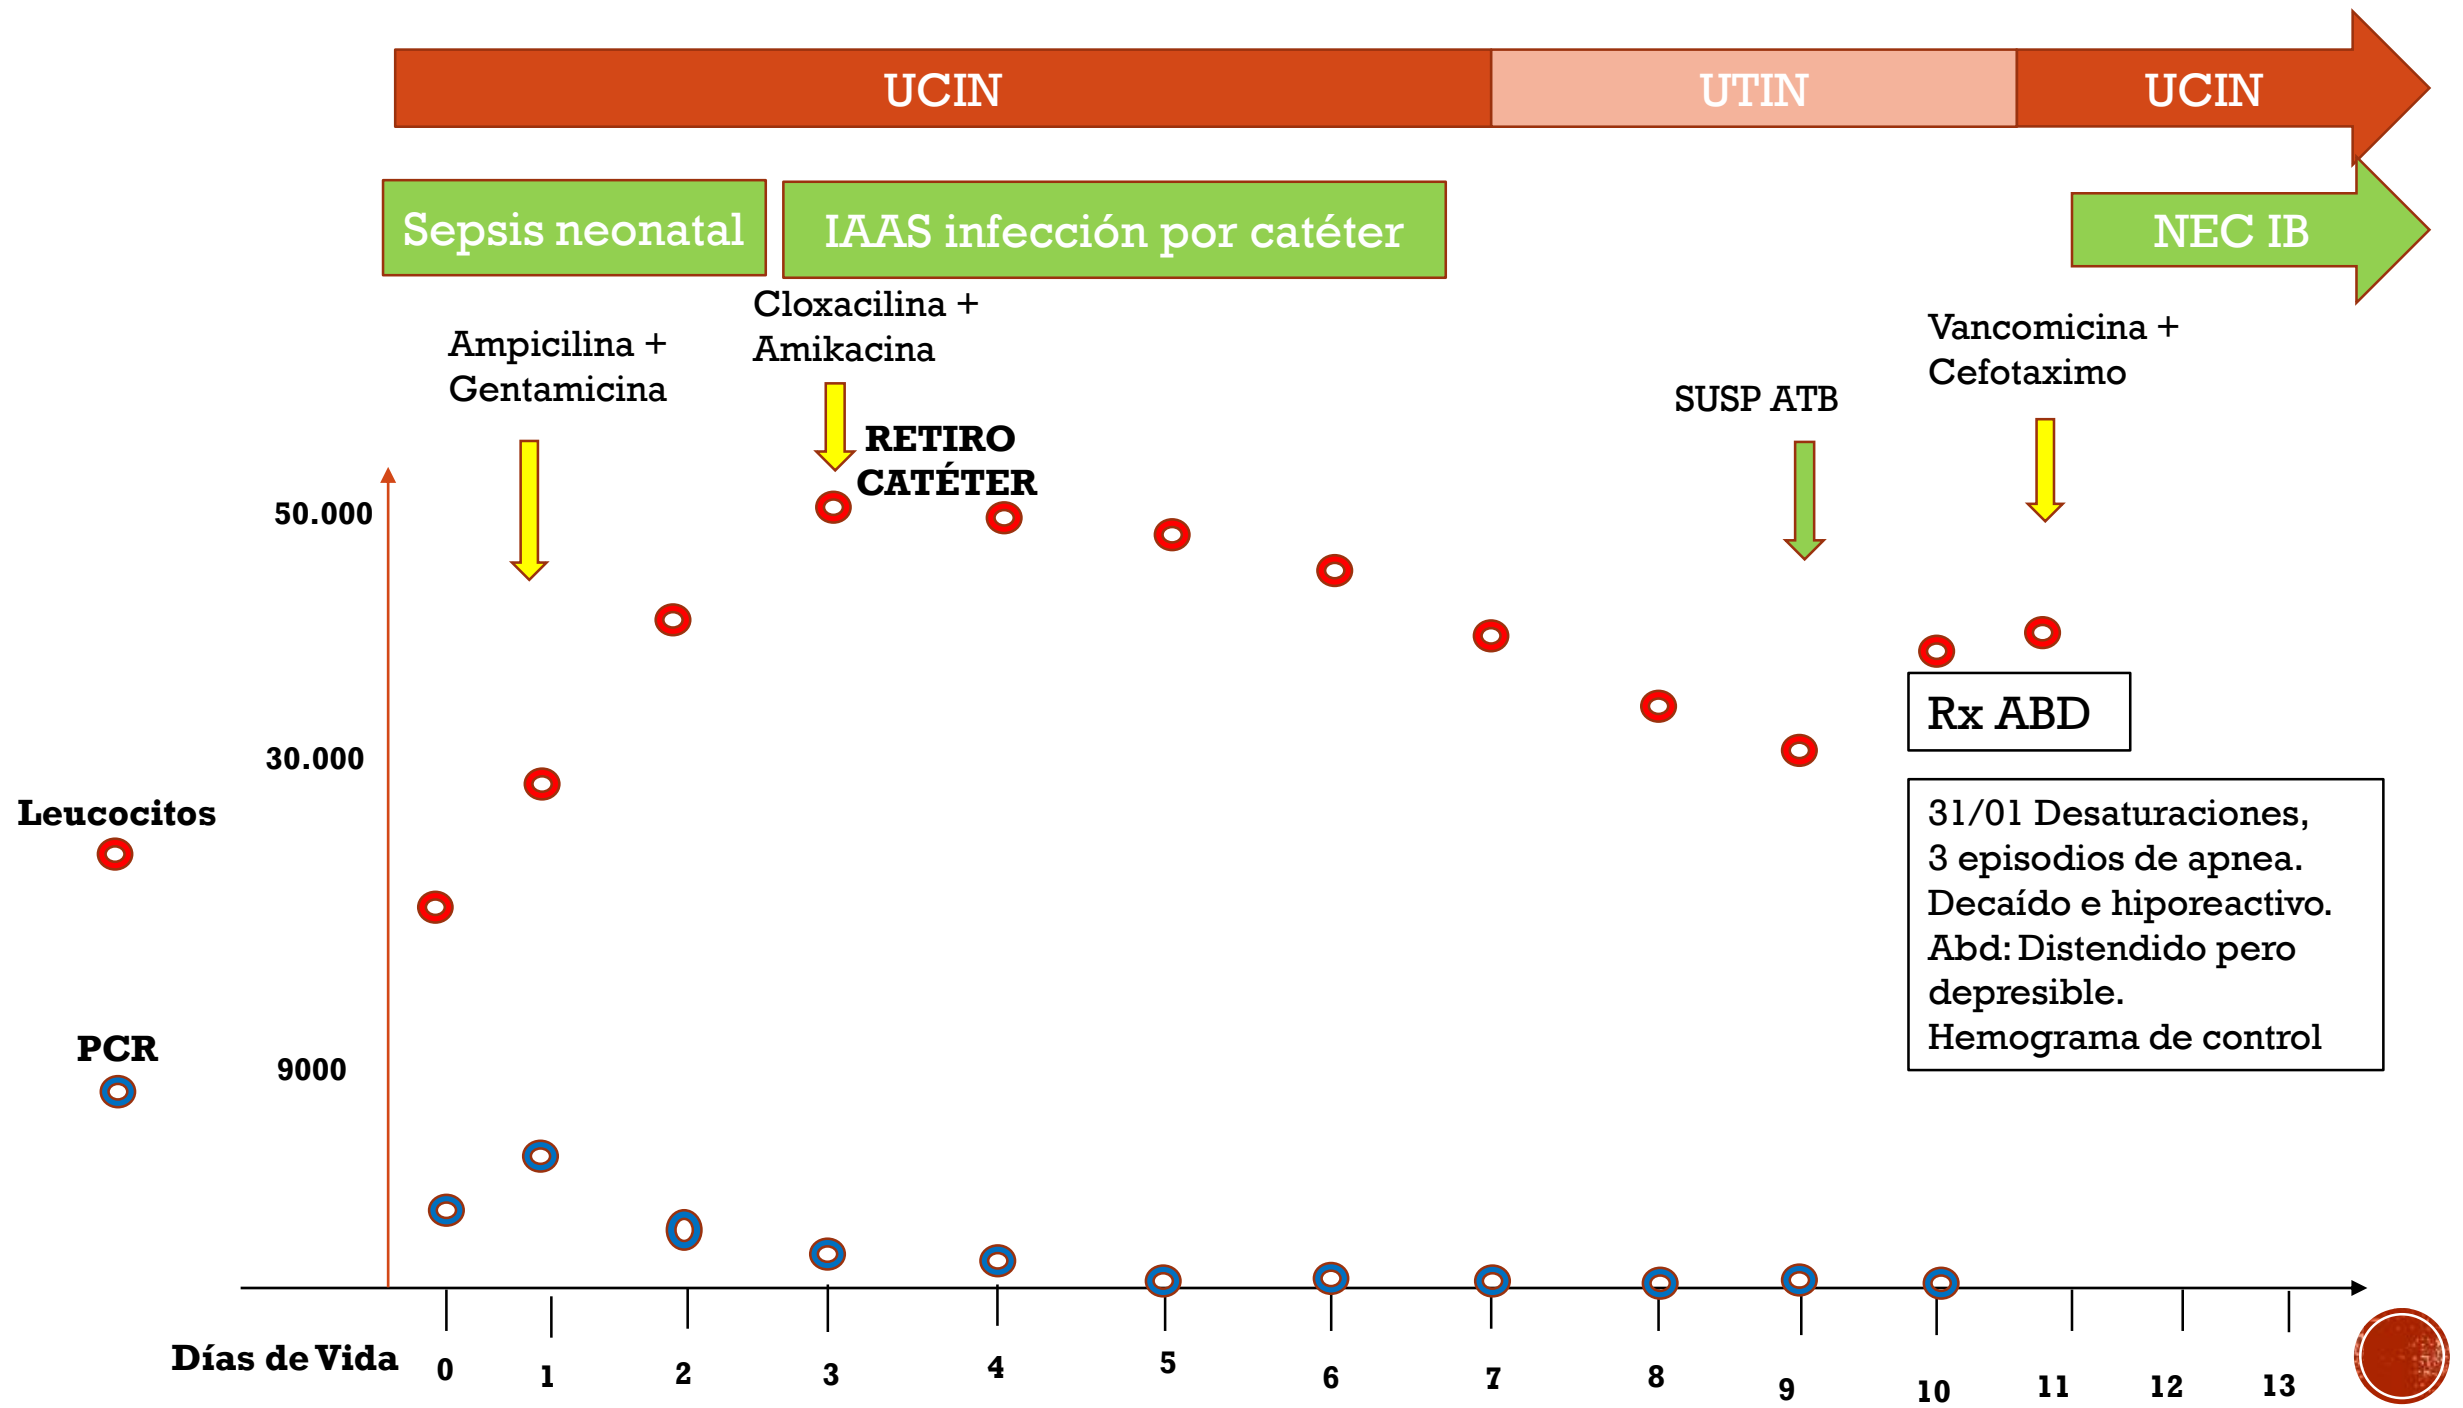 UCIN
UTIN
UCIN
Sepsis neonatal
IAAS infección por catéter
NEC IB
Ampicilina +
Gentamicina
Cloxacilina +
Amikacina
RETIRO
CATÉTER
SUSP ATB
Vancomicina +
Cefotaximo
50.000
30.000
9000
Leucocitos
PCR
Rx ABD
31/01 Desaturaciones,
3 episodios de apnea.
Decaído e hiporeactivo.
Abd: Distendido pero
depresible.
Hemograma de control
Días de Vida
0 1 2 3 4 5 6 7 8 9 10 11 12 13